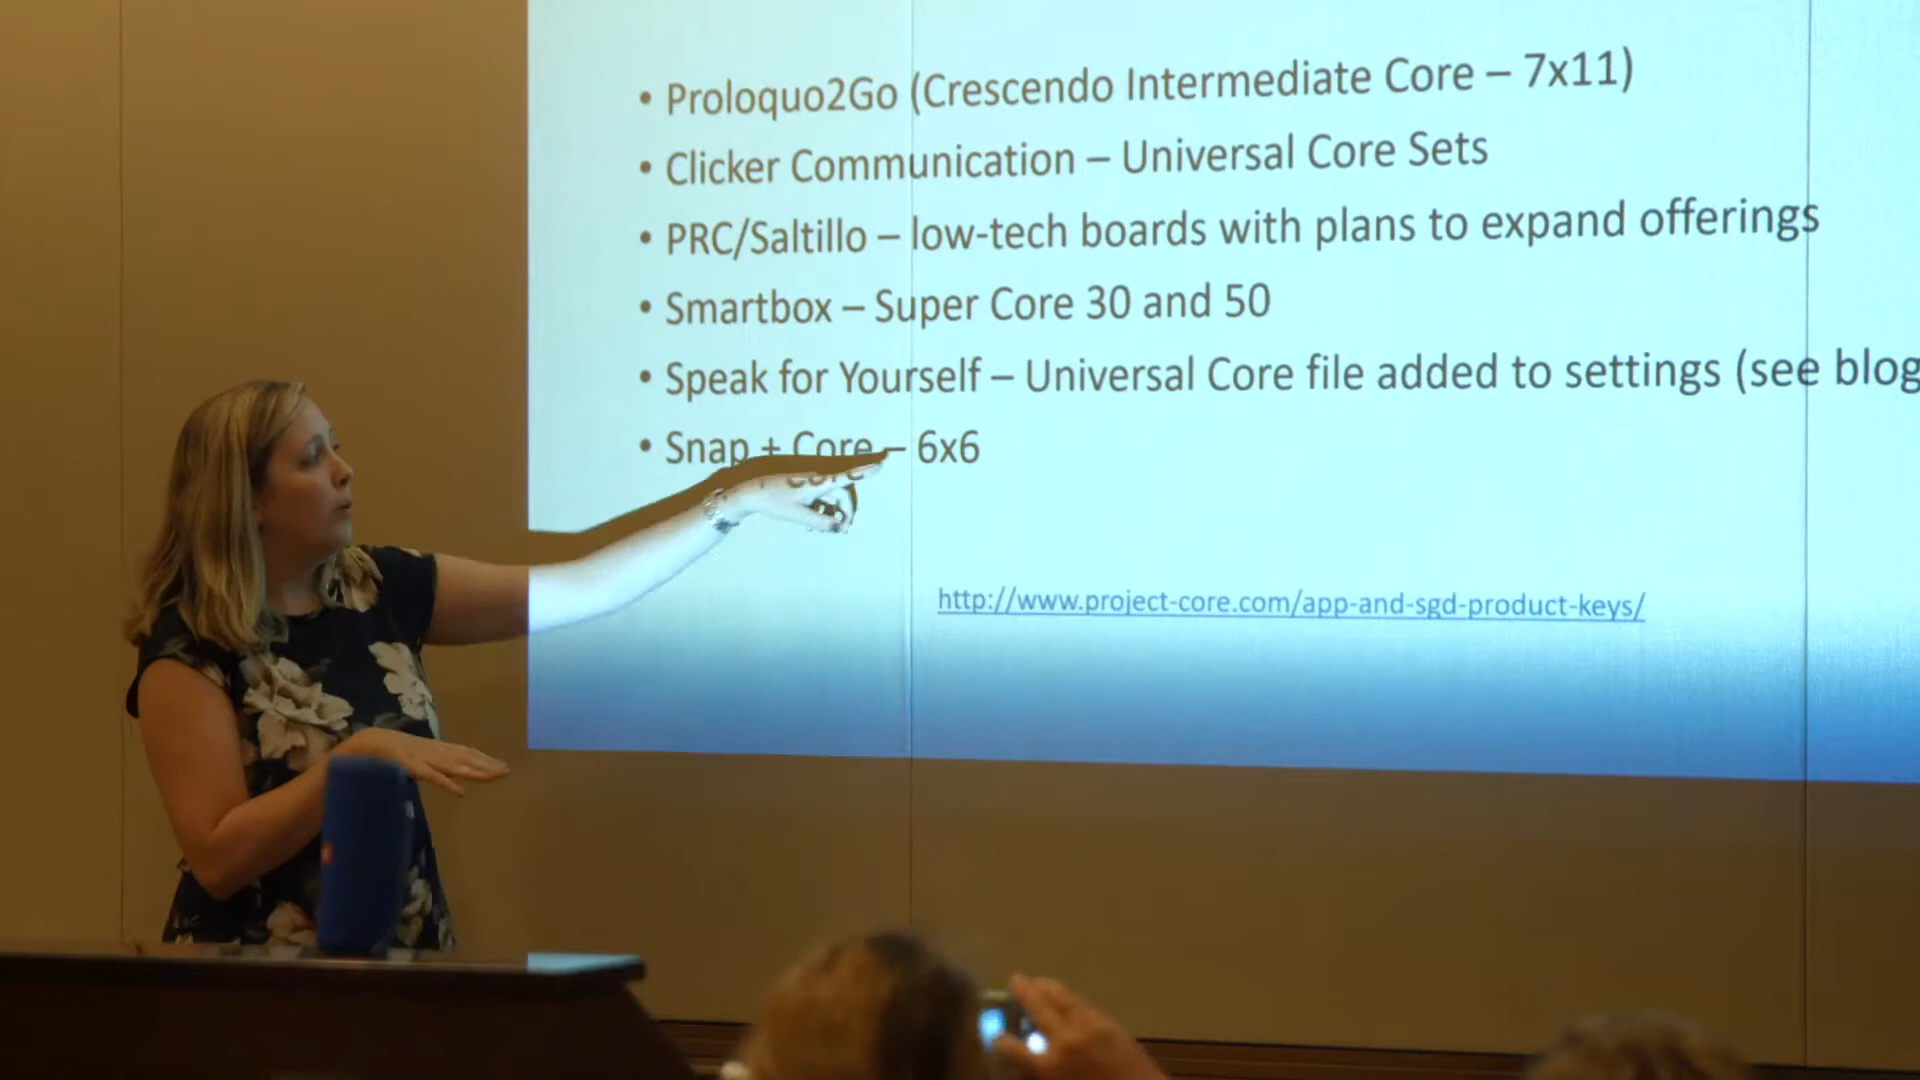 • Proloquo2Go (Crescendo Intermediate Core – 7x11)
• Clicker Communication – Universal Core Sets
• PRC/Saltillo – low-tech boards with plans to expand offerings
• Smartbox – Super Core 30 and 50
• Speak for Yourself – Universal Core file added to settings (see blog
• Snap + Core – 6x6
http://www.project-core.com/app-and-sgd-product-keys/